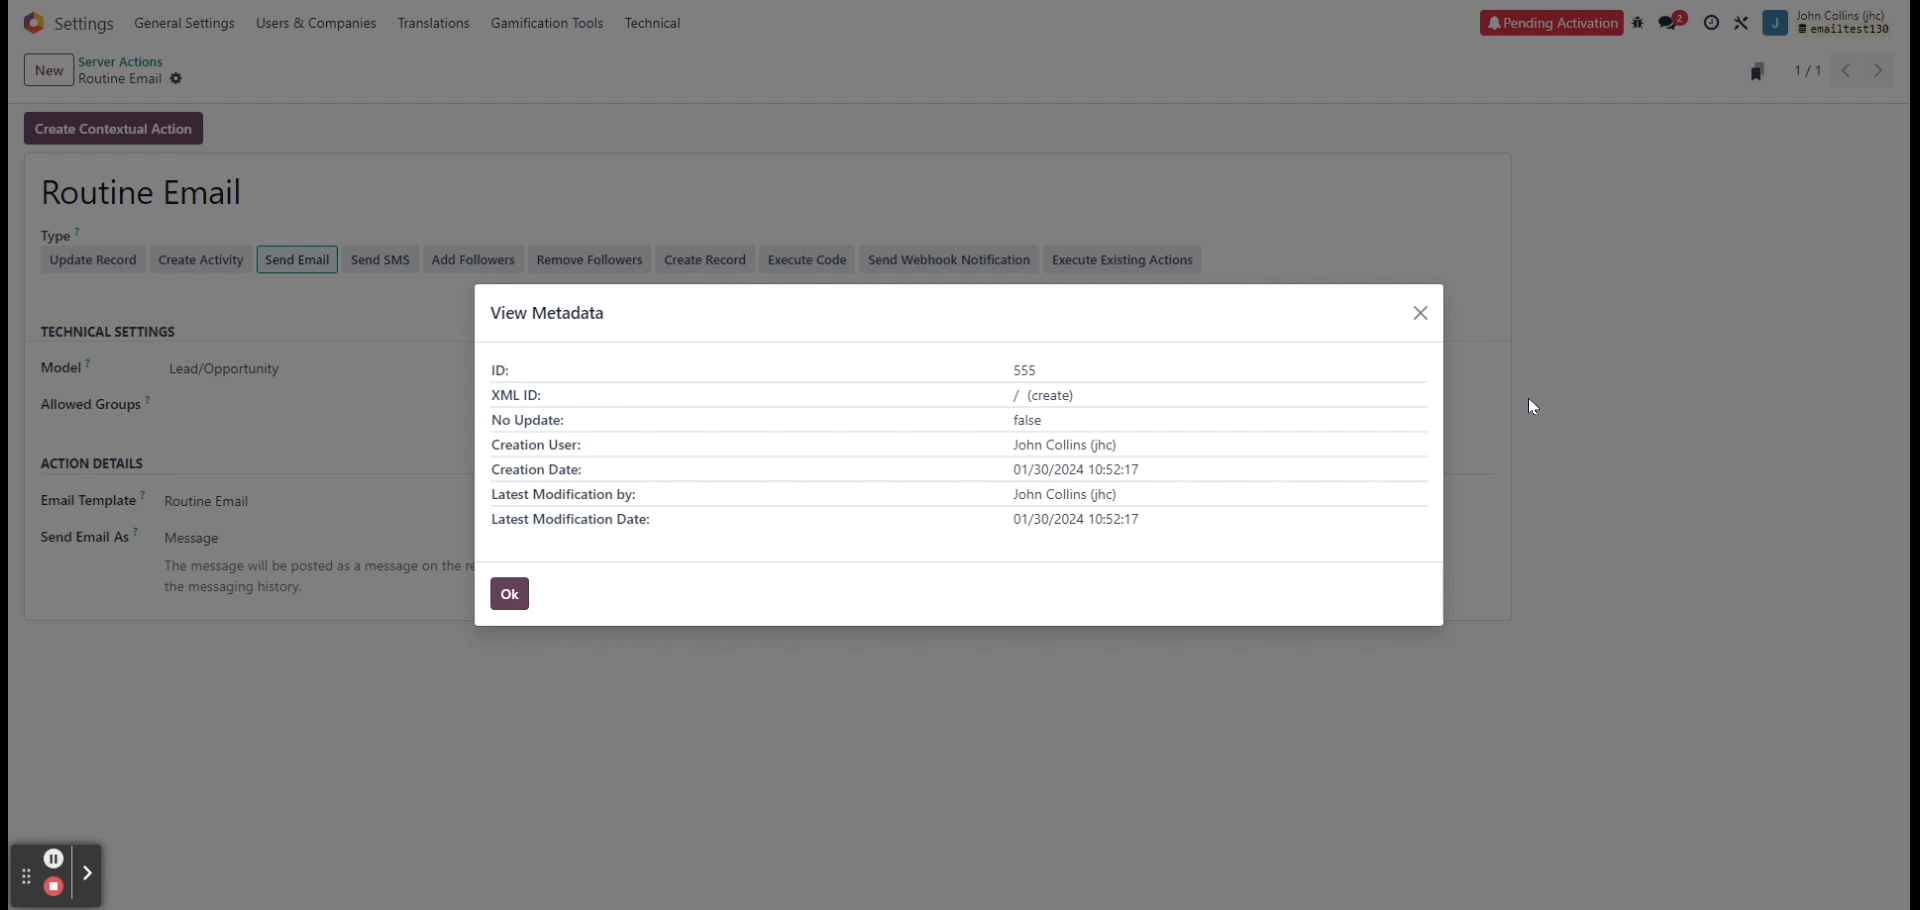 Settings General Settings Users & Companies Translations Gamification Tools Technical Pending Activation 2 J John Collins (jhc)
emailtest130
New Server Actions
Routine Email 1 / 1
Create Contextual Action
Routine Email
Type ?
Update Record Create Activity Send Email Send SMS Add Followers Remove Followers Create Record Execute Code Send Webhook Notification Execute Existing Actions
View Metadata
TECHNICAL SETTINGS
Model ? Lead/Opportunity
Allowed Groups ?
ID: 555
XML ID: / (create)
No Update: false
Creation User: John Collins (jhc)
Creation Date: 01/30/2024 10:52:17
Latest Modification by: John Collins (jhc)
Latest Modification Date: 01/30/2024 10:52:17
ACTION DETAILS
Email Template ? Routine Email
Send Email As ? Message
The message will be posted as a message on the
the messaging history.
Ok